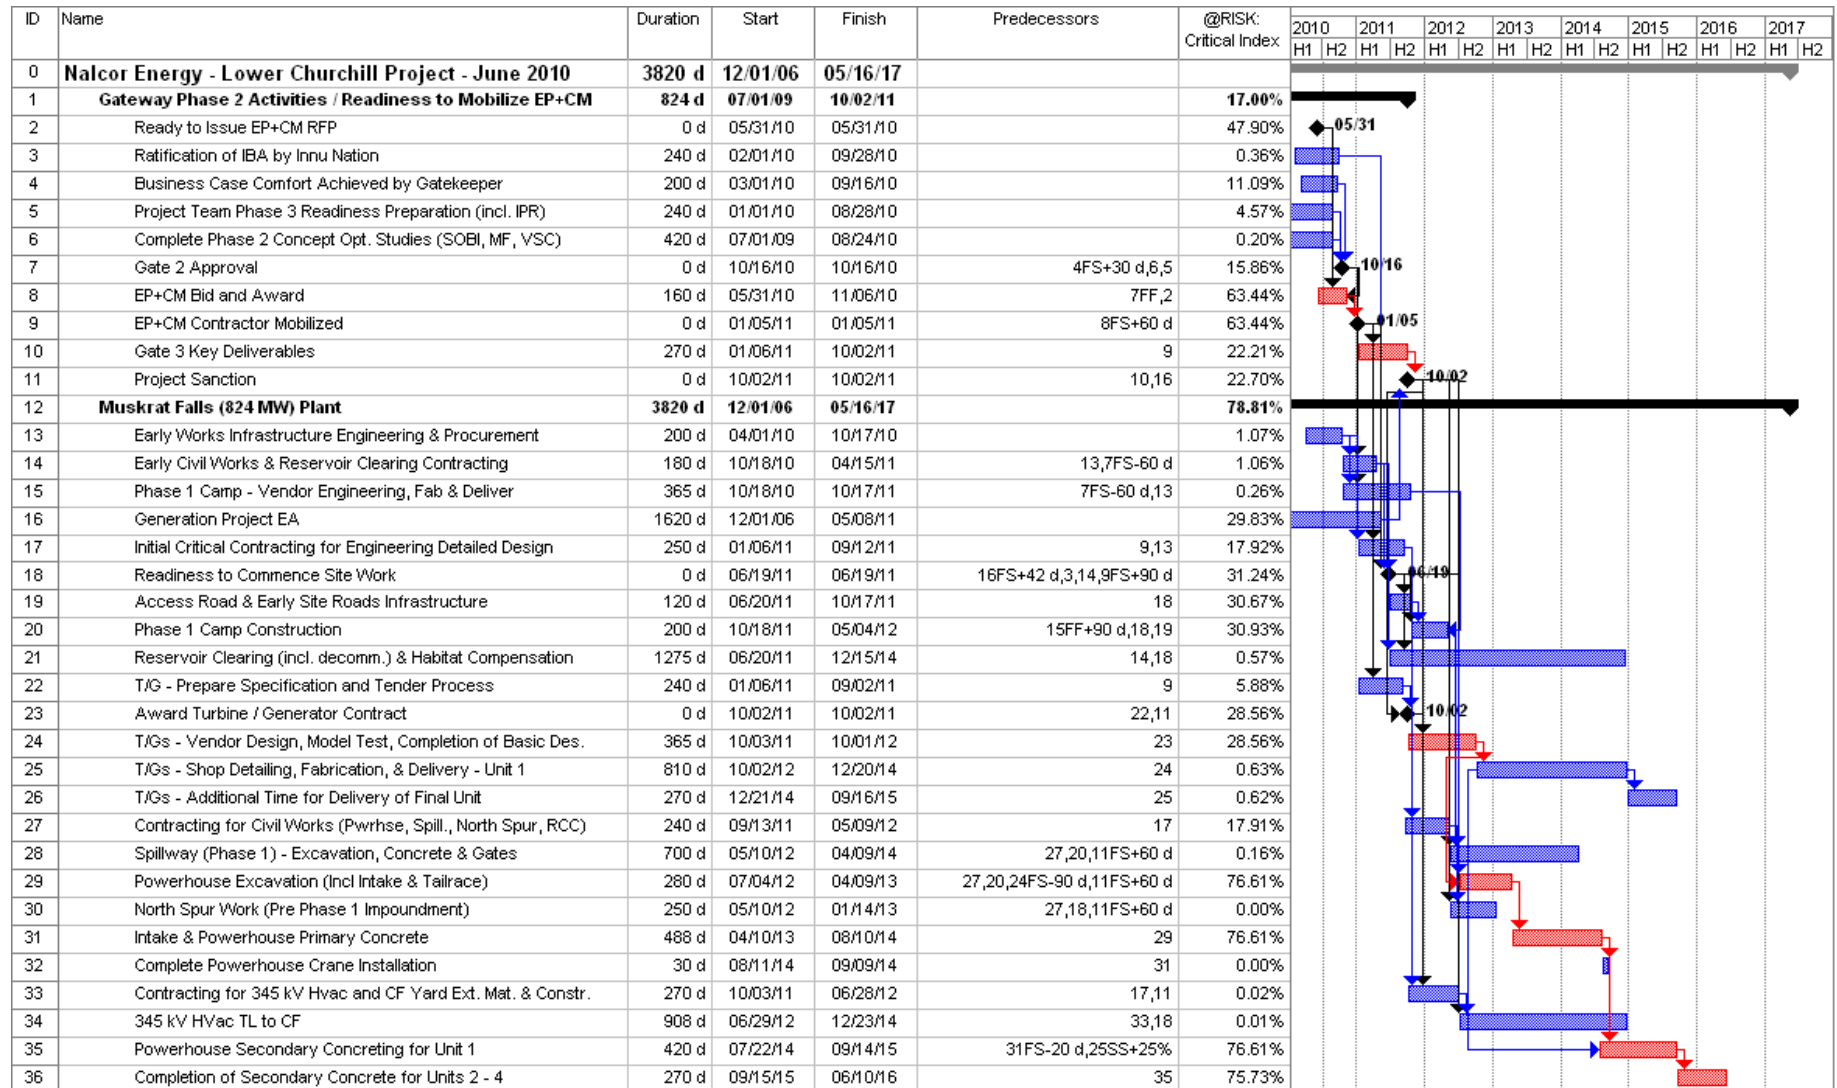 ID Name Duration Start Finish Predecessors @RISK: Critical Index 2010 2011 2012 2013 2014 2015 2016 2017
H1 H2 H1 H2 H1 H2 H1 H2 H1 H2 H1 H2 H1 H2 H1 H2
0 Nalcor Energy - Lower Churchill Project - June 2010 3820 d 12/01/06 05/16/17
1 Gateway Phase 2 Activities / Readiness to Mobilize EP+CM 824 d 07/01/09 10/02/11 17.00%
2 Ready to Issue EP+CM RFP 0 d 05/31/10 05/31/10 47.90% 05/31
3 Ratification of IBA by Innu Nation 240 d 02/01/10 09/28/10 0.36%
4 Business Case Comfort Achieved by Gatekeeper 200 d 03/01/10 09/16/10 11.09%
5 Project Team Phase 3 Readiness Preparation (incl. IPR) 240 d 01/01/10 08/28/10 4.57%
6 Complete Phase 2 Concept Opt. Studies (SOBI, MF, VSC) 420 d 07/01/09 08/24/10 0.20%
7 Gate 2 Approval 0 d 10/16/10 10/16/10 4FS+30 d,6,5 15.86% 10/16
8 EP+CM Bid and Award 160 d 05/31/10 11/06/10 7FF,2 63.44%
9 EP+CM Contractor Mobilized 0 d 01/05/11 01/05/11 8FS+60 d 63.44% 01/05
10 Gate 3 Key Deliverables 270 d 01/06/11 10/02/11 9 22.21%
11 Project Sanction 0 d 10/02/11 10/02/11 10,16 22.70% 10/02
12 Muskrat Falls (824 MW) Plant 3820 d 12/01/06 05/16/17 78.81%
13 Early Works Infrastructure Engineering & Procurement 200 d 04/01/10 10/17/10 1.07%
14 Early Civil Works & Reservoir Clearing Contracting 180 d 10/18/10 04/15/11 13,7FS-60 d 1.06%
15 Phase 1 Camp - Vendor Engineering, Fab & Deliver 365 d 10/18/10 10/17/11 7FS-60 d,13 0.26%
16 Generation Project EA 1620 d 12/01/06 05/08/11 29.83%
17 Initial Critical Contracting for Engineering Detailed Design 250 d 01/06/11 09/12/11 9,13 17.92%
18 Readiness to Commence Site Work 0 d 06/19/11 06/19/11 16FS+42 d,3,14,9FS+90 d 31.24% 06/19
19 Access Road & Early Site Roads Infrastructure 120 d 06/20/11 10/17/11 18 30.67%
20 Phase 1 Camp Construction 200 d 10/18/11 05/04/12 15FF+90 d,18,19 30.93%
21 Reservoir Clearing (incl. decomm.) & Habitat Compensation 1275 d 06/20/11 12/15/14 14,18 0.57%
22 T/G - Prepare Specification and Tender Process 240 d 01/06/11 09/02/11 9 5.88%
23 Award Turbine / Generator Contract 0 d 10/02/11 10/02/11 22,11 28.56% 10/02
24 T/Gs - Vendor Design, Model Test, Completion of Basic Des. 365 d 10/03/11 10/01/12 23 28.56%
25 T/Gs - Shop Detailing, Fabrication, & Delivery - Unit 1 810 d 10/02/12 12/20/14 24 0.63%
26 T/Gs - Additional Time for Delivery of Final Unit 270 d 12/21/14 09/16/15 25 0.62%
27 Contracting for Civil Works (Pwrhse, Spill., North Spur, RCC) 240 d 09/13/11 05/09/12 17 17.91%
28 Spillway (Phase 1) - Excavation, Concrete & Gates 700 d 05/10/12 04/09/14 27,20,11FS+60 d 0.16%
29 Powerhouse Excavation (Incl Intake & Tailrace) 280 d 07/04/12 04/09/13 27,20,24FS-90 d,11FS+60 d 76.61%
30 North Spur Work (Pre Phase 1 Impoundment) 250 d 05/10/12 01/14/13 27,18,11FS+60 d 0.00%
31 Intake & Powerhouse Primary Concrete 488 d 04/10/13 08/10/14 29 76.61%
32 Complete Powerhouse Crane Installation 30 d 08/11/14 09/09/14 31 0.00%
33 Contracting for 345 kV Hvac and CF Yard Ext. Mat. & Constr. 270 d 10/03/11 06/28/12 17,11 0.02%
34 345 kV HVac TL to CF 908 d 06/29/12 12/23/14 33,18 0.01%
35 Powerhouse Secondary Concreting for Unit 1 420 d 07/22/14 09/14/15 31FS-20 d,25SS+25% 76.61%
36 Completion of Secondary Concrete for Units 2 - 4 270 d 09/15/15 06/10/16 35 75.73%